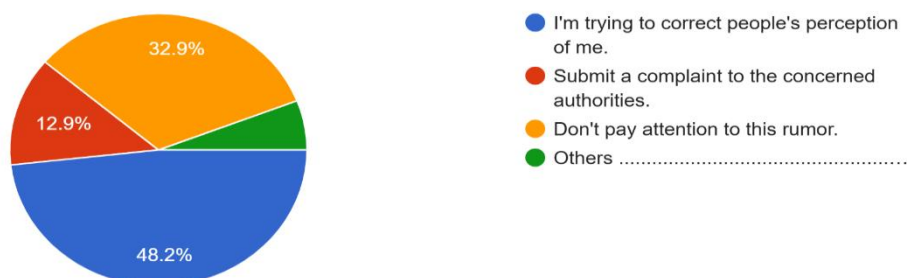 32.9%
12.9%
48.2%
I'm trying to correct people's perception
of me.
Submit a complaint to the concerned
authorities.
Don't pay attention to this rumor.
Others ......................................................